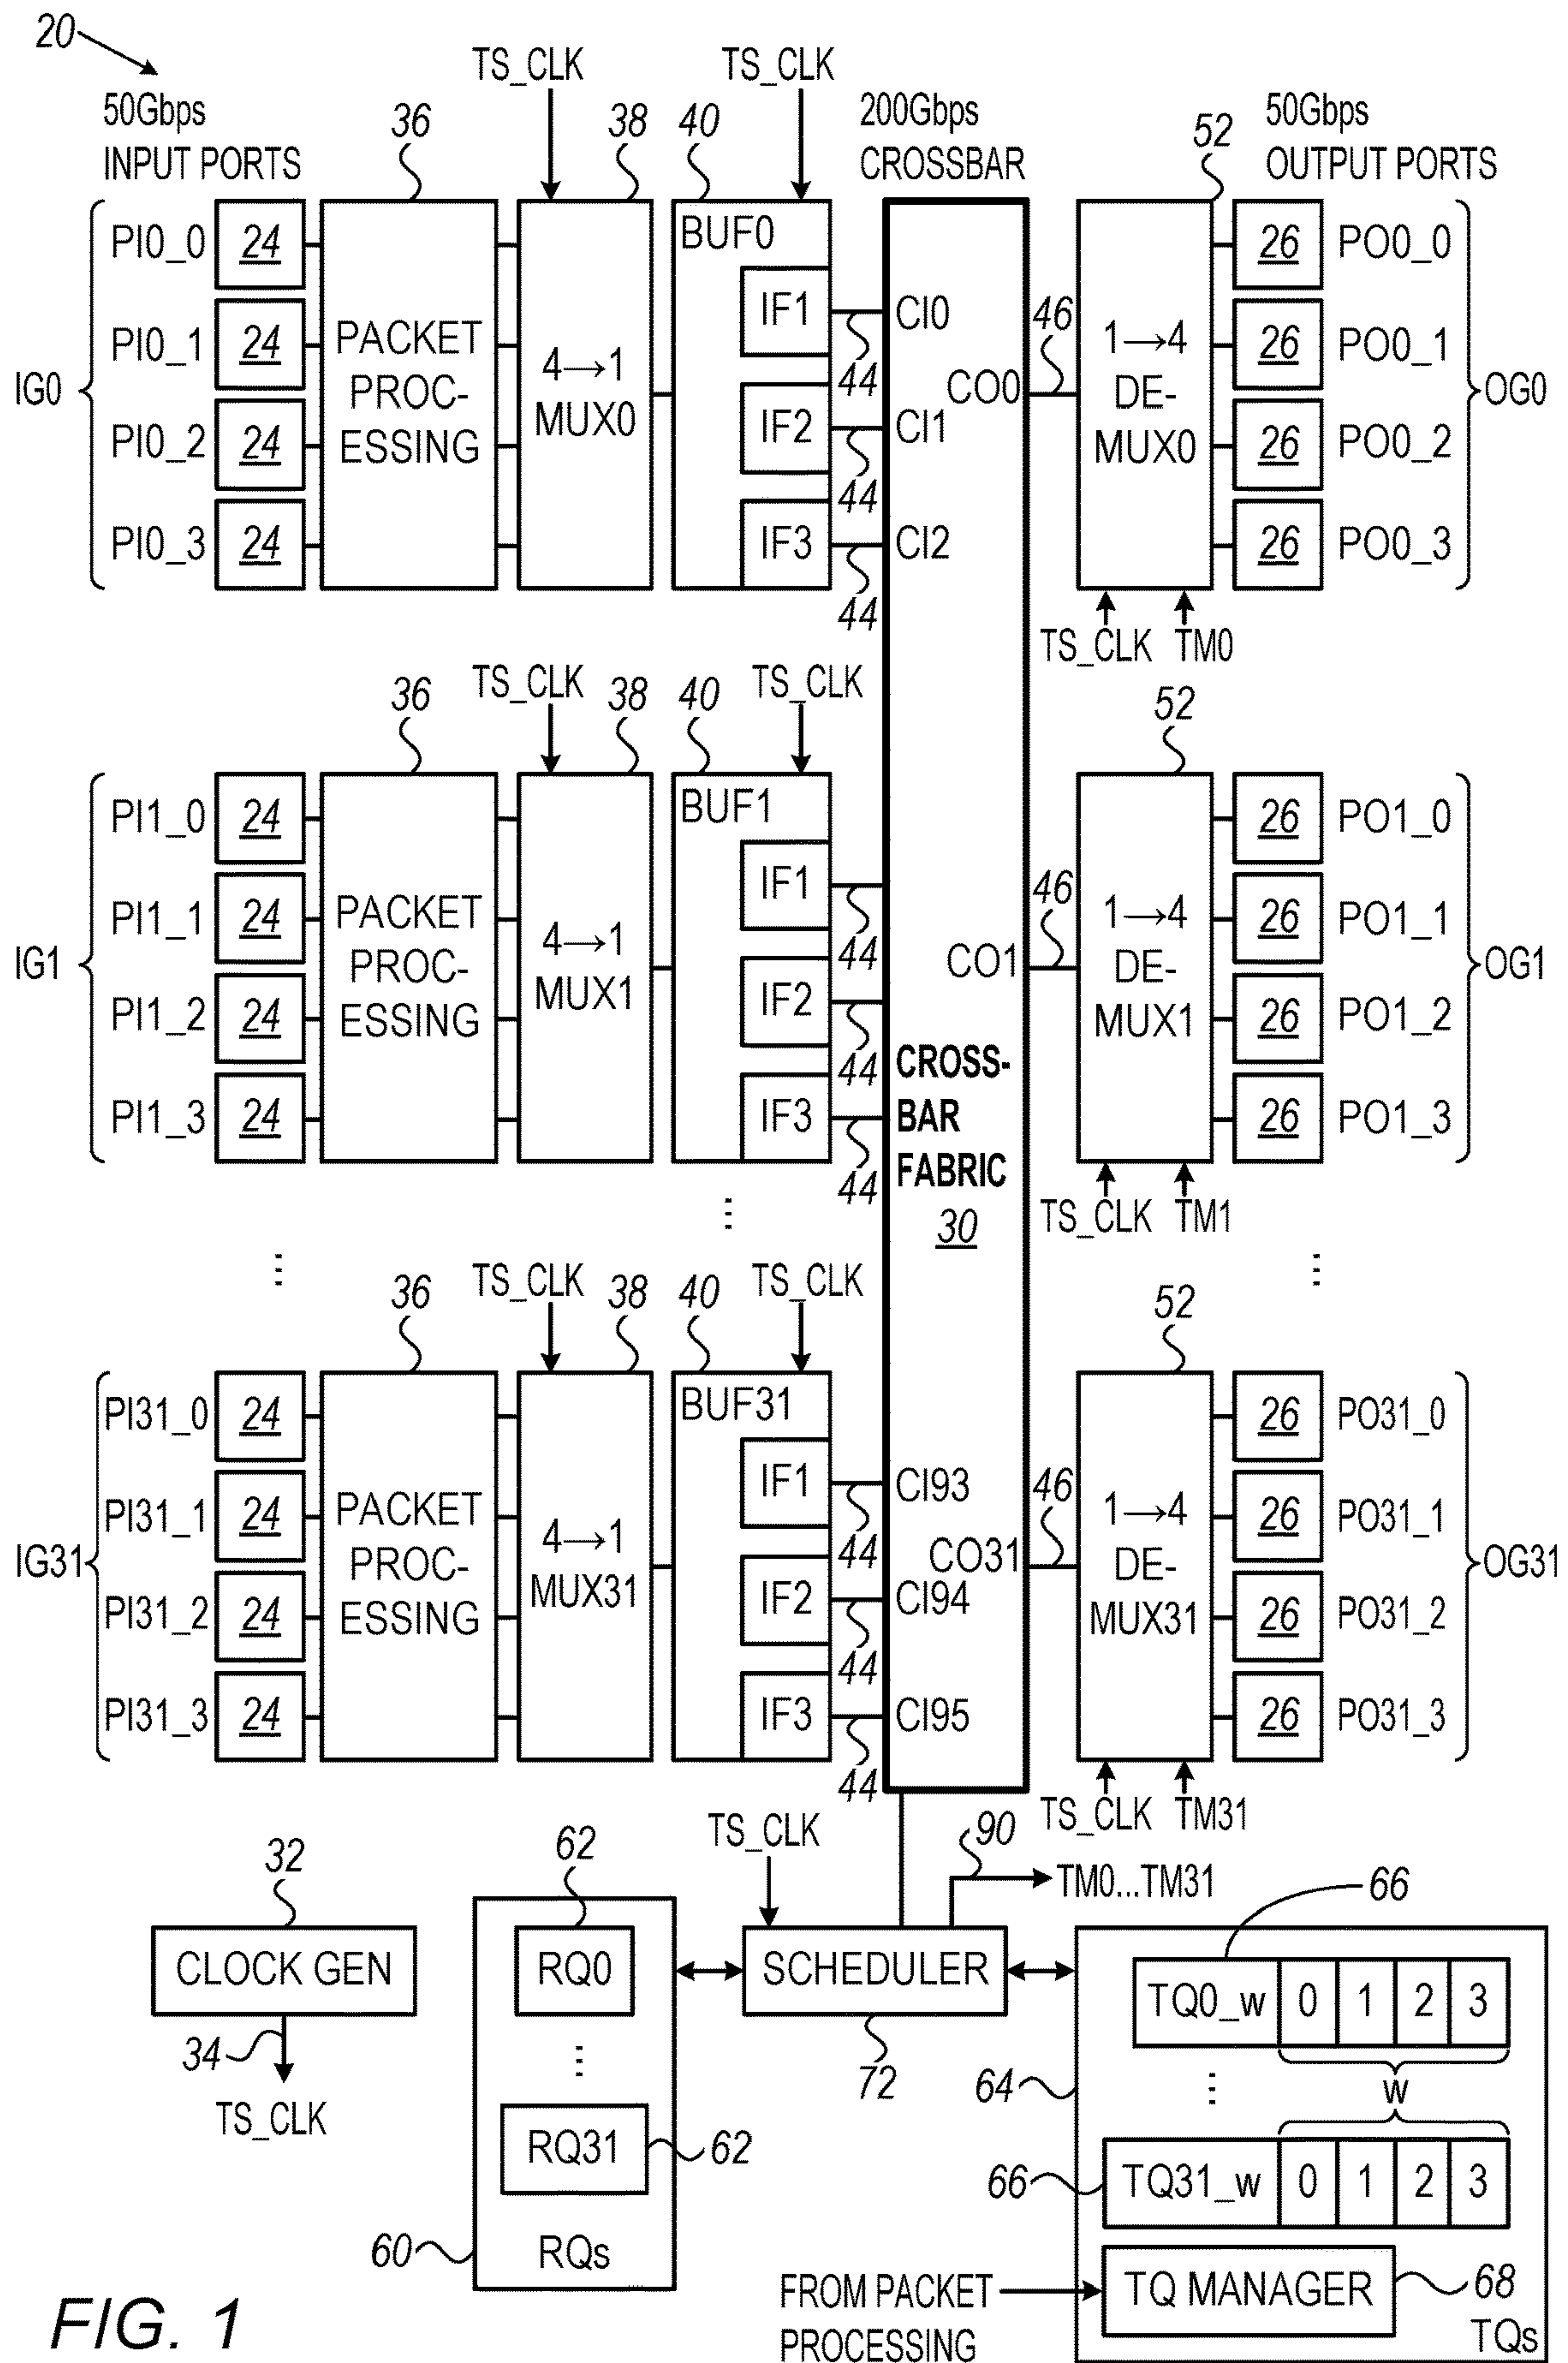 20
50Gbps
INPUT PORTS
TS_CLK
TS_CLK
200Gbps
CROSSBAR
50Gbps
OUTPUT PORTS
36
38
40
52
PI0_0
24
PI0_1
24
PI0_2
24
PI0_3
24
IG0
PACKET
PROC-
ESSING
4→1
MUX0
BUF0
IF1
IF2
IF3
44
44
44
CI0
CI1
CI2
CO0
46
1→4
DE-
MUX0
26
PO0_0
26
PO0_1
26
PO0_2
26
PO0_3
OG0
TS_CLK
TM0
36
TS_CLK
38
40
TS_CLK
52
PI1_0
24
PI1_1
24
PI1_2
24
PI1_3
24
IG1
PACKET
PROC-
ESSING
4→1
MUX1
BUF1
IF1
IF2
IF3
44
44
44
CO1
46
CROSS-
BAR
FABRIC
30
1→4
DE-
MUX1
26
PO1_0
26
PO1_1
26
PO1_2
26
PO1_3
OG1
TS_CLK
TM1
...
...
...
36
TS_CLK
38
40
TS_CLK
52
PI31_0
24
PI31_1
24
PI31_2
24
PI31_3
24
IG31
PACKET
PROC-
ESSING
4→1
MUX31
BUF31
IF1
IF2
IF3
44
44
44
CI93
CI94
CI95
CO31
46
1→4
DE-
MUX31
26
PO31_0
26
PO31_1
26
PO31_2
26
PO31_3
OG31
TS_CLK
TM31
32
CLOCK GEN
34
TS_CLK
62
RQ0
...
RQ31
62
RQs
60
TS_CLK
90
TM0...TM31
SCHEDULER
72
66
TQ0_w 0 1 2 3
...
w
64
66
TQ31_w 0 1 2 3
TQ MANAGER
68
TQs
FROM PACKET
PROCESSING
FIG. 1